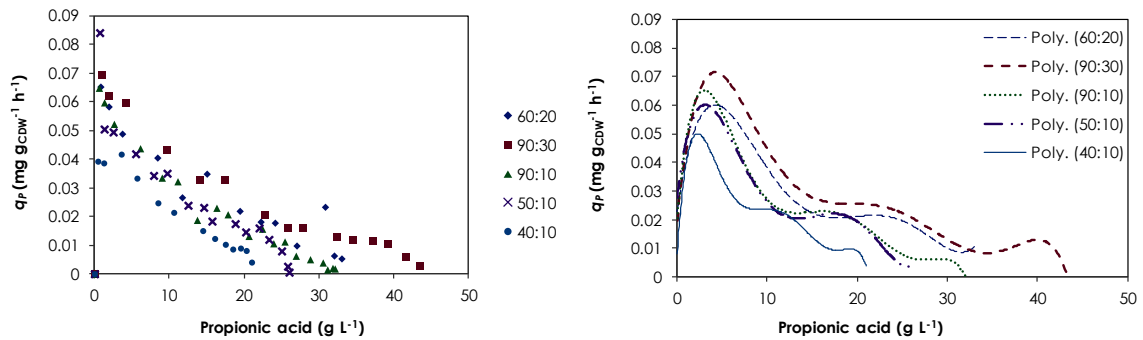 0.09
0.08
0.07
0.06
0.05
0.04
0.03
0.02
0.01
0
qP (mg gCDW-1 h-1)
0 10 20 30 40 50
Propionic acid (g L-1)
60:20
90:30
90:10
50:10
40:10
0.09
0.08
0.07
0.06
0.05
0.04
0.03
0.02
0.01
0
qP (mg gCDW-1 h-1)
0 10 20 30 40 50
Propionic acid (g L-1)
Poly. (60:20)
Poly. (90:30)
Poly. (90:10)
Poly. (50:10)
Poly. (40:10)